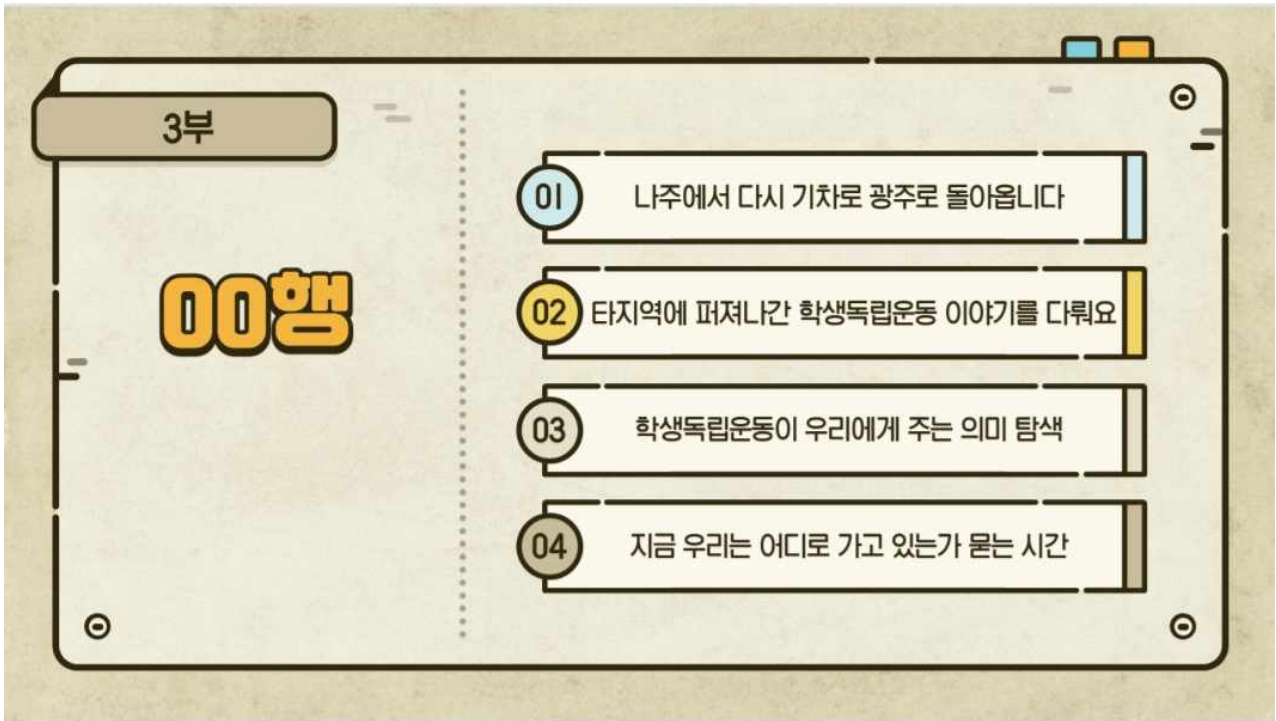 3부
00행
01 나주에서 다시 기차로 광주로 돌아옵니다
02 타지역에 퍼져나간 학생독립운동 이야기를 다뤄요
03 학생독립운동이 우리에게 주는 의미 탐색
04 지금 우리는 어디로 가고 있는가 묻는 시간